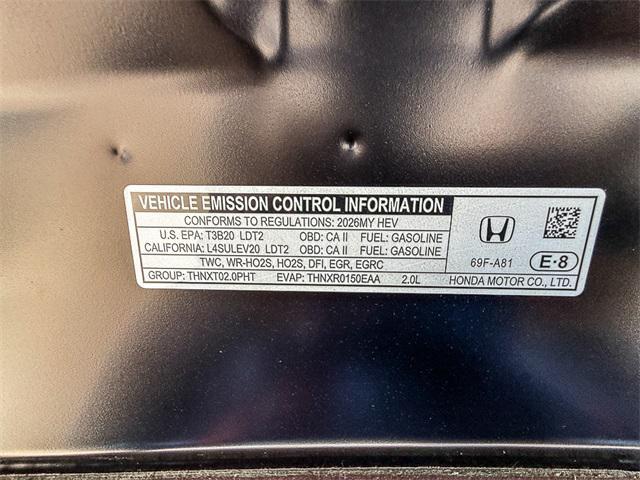 VEHICLE EMISSION CONTROL INFORMATION
CONFORMS TO REGULATIONS: 2026MY HEV
U.S. EPA: T3B20 LDT2 OBD: CA II FUEL: GASOLINE
CALIFORNIA: L4SULEV20 LDT2 OBD: CA II FUEL: GASOLINE
TWC, WR-HO2S, HO2S, DFI, EGR, EGRC
GROUP: THNXT02.0PHT EVAP: THNXR0150EAA 2.0L
69F-A81 E·8
HONDA MOTOR CO., LTD.